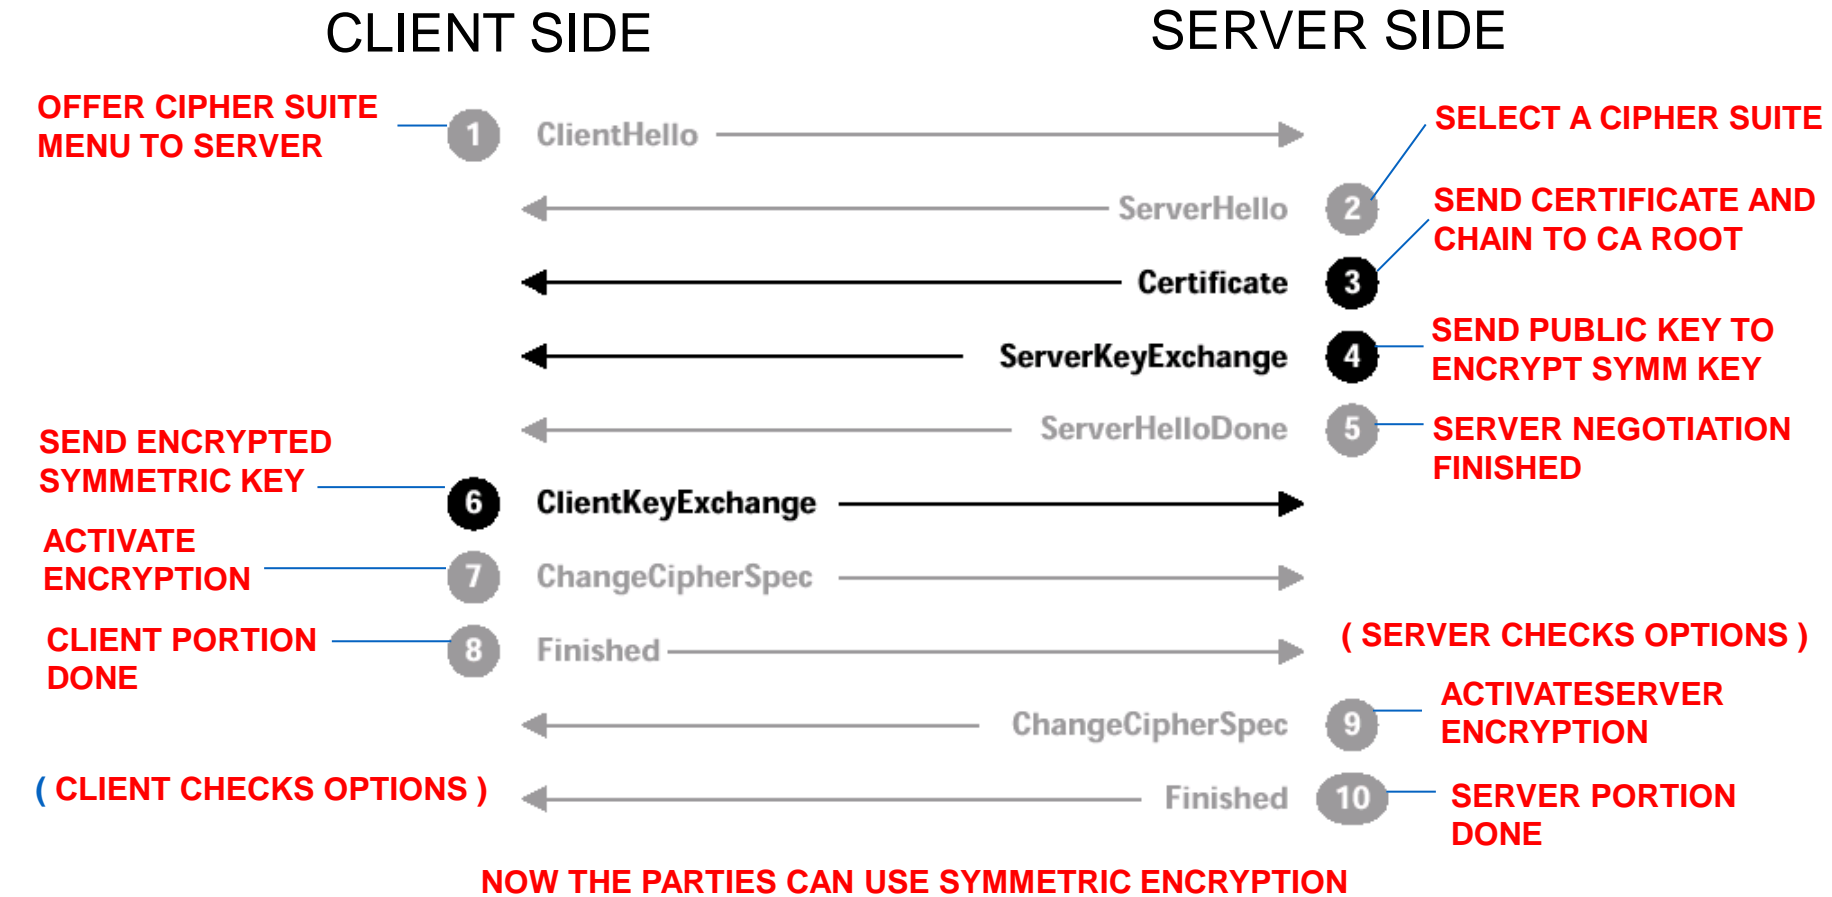 CLIENT SIDE
SERVER SIDE
OFFER CIPHER SUITE
MENU TO SERVER
1
ClientHello
SELECT A CIPHER SUITE
ServerHello
2
SEND CERTIFICATE AND
CHAIN TO CA ROOT
Certificate
3
ServerKeyExchange
4
SEND PUBLIC KEY TO
ENCRYPT SYMM KEY
ServerHelloDone
5
SERVER NEGOTIATION
FINISHED
SEND ENCRYPTED
SYMMETRIC KEY
6
ClientKeyExchange
ACTIVATE
ENCRYPTION
7
ChangeCipherSpec
CLIENT PORTION
DONE
8
Finished
( SERVER CHECKS OPTIONS )
ChangeCipherSpec
9
ACTIVATESERVER
ENCRYPTION
( CLIENT CHECKS OPTIONS )
Finished
10
SERVER PORTION
DONE
NOW THE PARTIES CAN USE SYMMETRIC ENCRYPTION